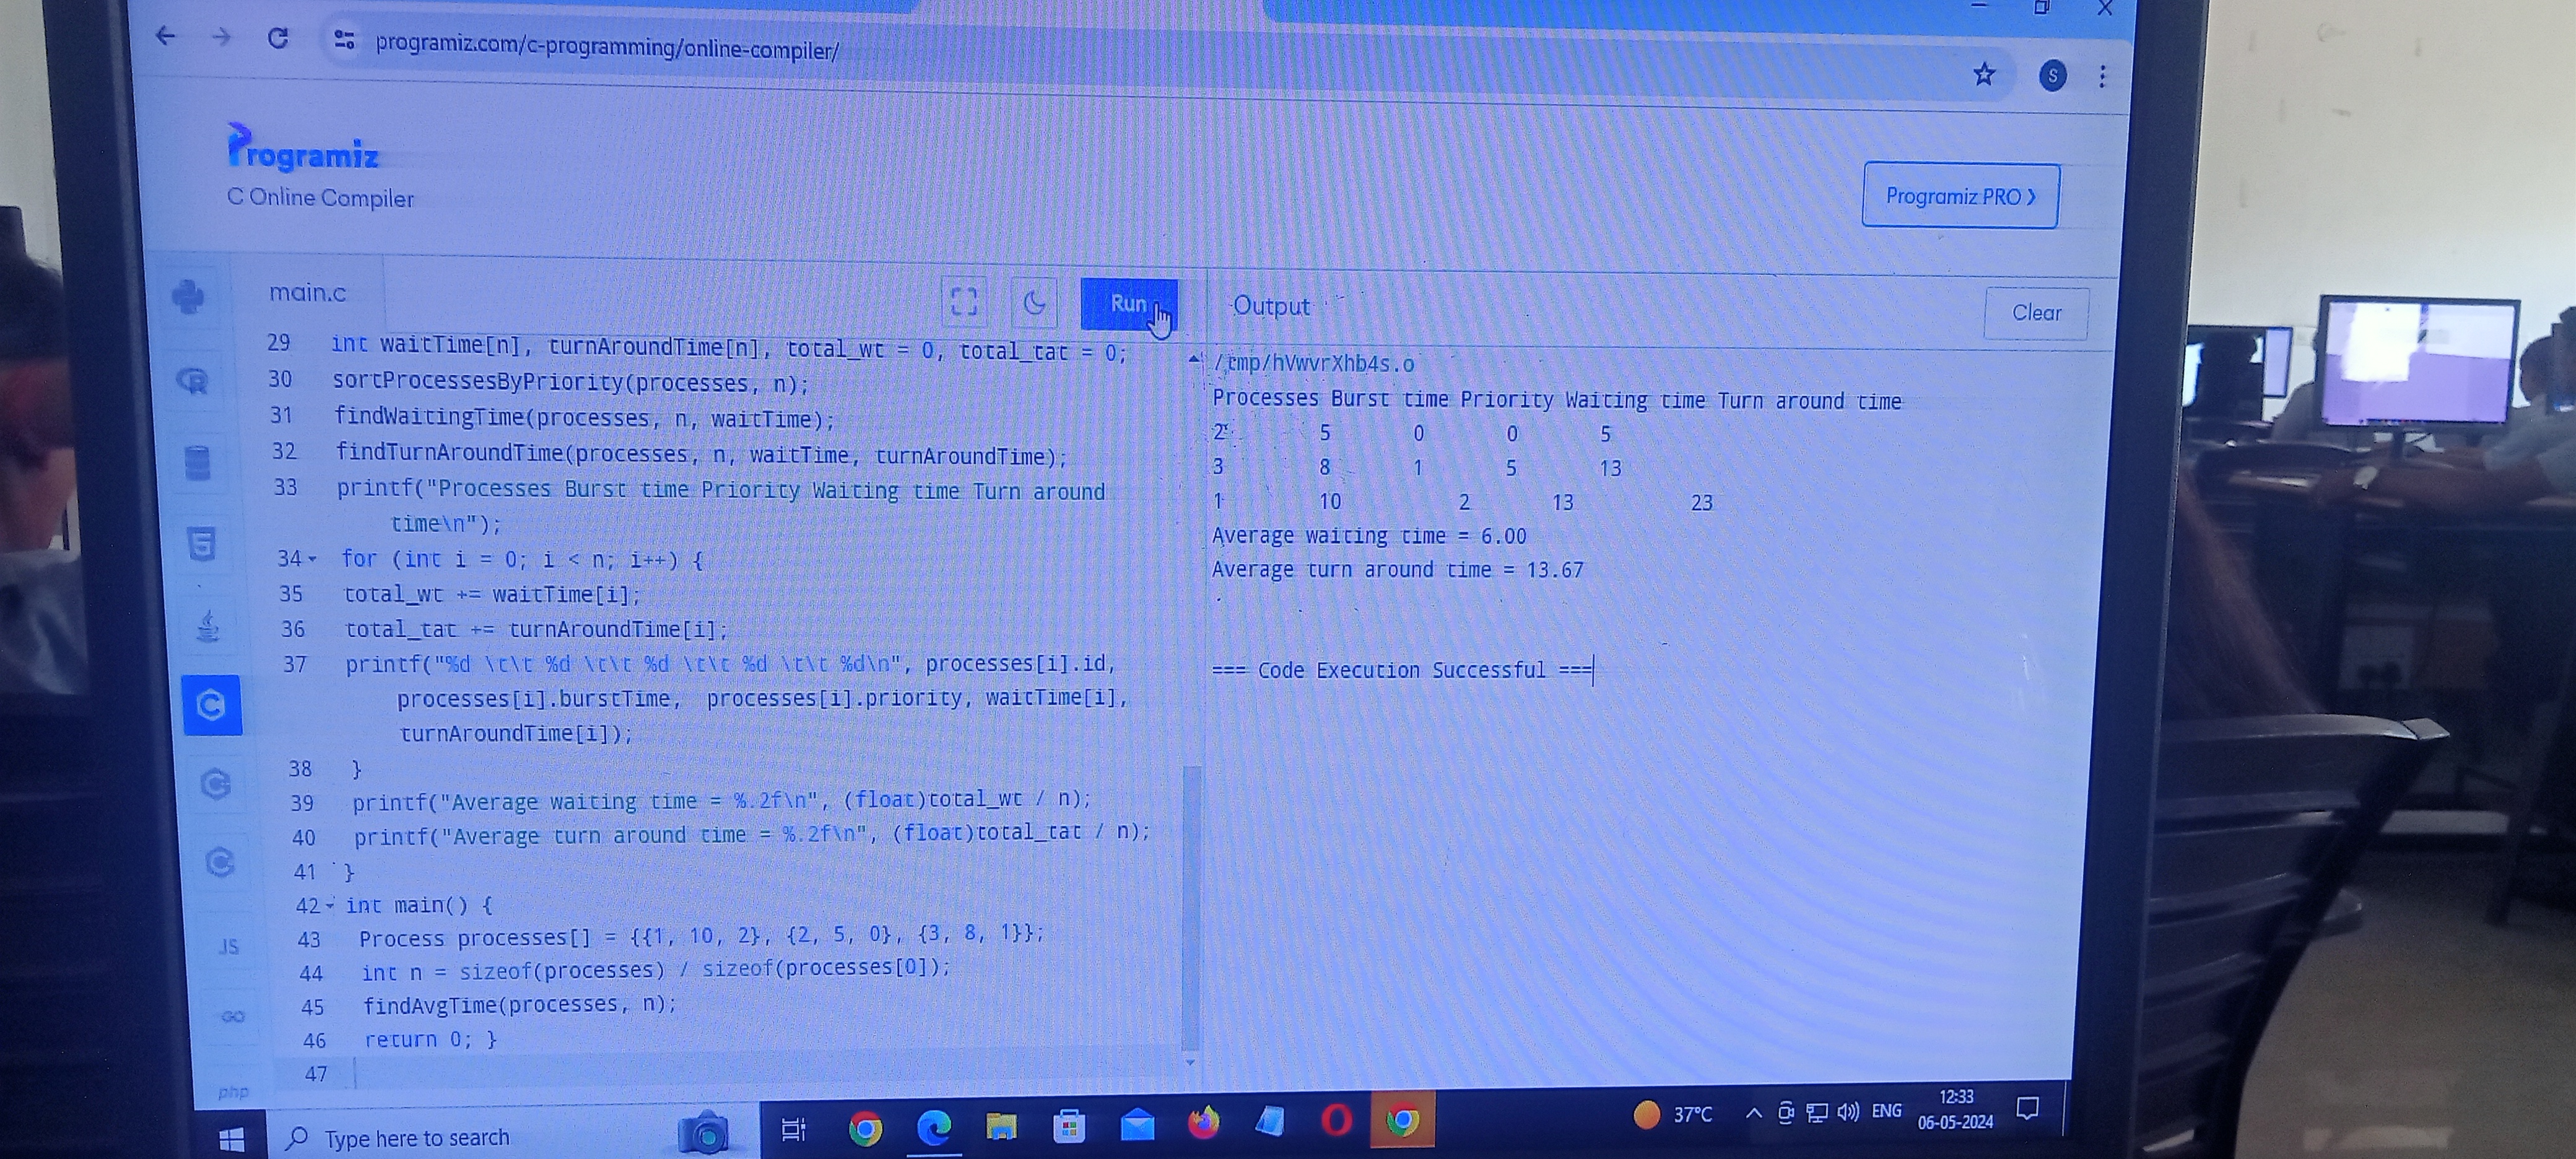 programiz.com/c-programming/online-compiler/
S
Programiz
C Online Compiler
Programiz PRO ❯
main.c
Run
Output
Clear
29 int waitTime[n], turnAroundTime[n], total_wt = 0, total_tat = 0;
30 sortProcessesByPriority(processes, n);
31 findWaitingTime(processes, n, waitTime);
32 findTurnAroundTime(processes, n, waitTime, turnAroundTime);
33 printf("Processes Burst time Priority Waiting time Turn around
time\n");
34 for (int i = 0; i < n; i++) {
35 total_wt += waitTime[i];
36 total_tat += turnAroundTime[i];
37 printf("%d \t\t %d \t\t %d \t\t %d \t\t %d\n", processes[i].id,
processes[i].burstTime, processes[i].priority, waitTime[i],
turnAroundTime[i]);
38 }
39 printf("Average waiting time = %.2f\n", (float)total_wt / n);
40 printf("Average turn around time = %.2f\n", (float)total_tat / n);
41 }
42 int main() {
43 Process processes[] = {{1, 10, 2}, {2, 5, 0}, {3, 8, 1}};
44 int n = sizeof(processes) / sizeof(processes[0]);
45 findAvgTime(processes, n);
46 return 0; }
47
/tmp/hVwvrXhb4s.o
Processes Burst time Priority Waiting time Turn around time
2 5 0 0 5
3 8 1 5 13
1 10 2 13 23
Average waiting time = 6.00
Average turn around time = 13.67
=== Code Execution Successful ===
C
JS
GO
php
Type here to search
37°C
ENG
12:33
06-05-2024